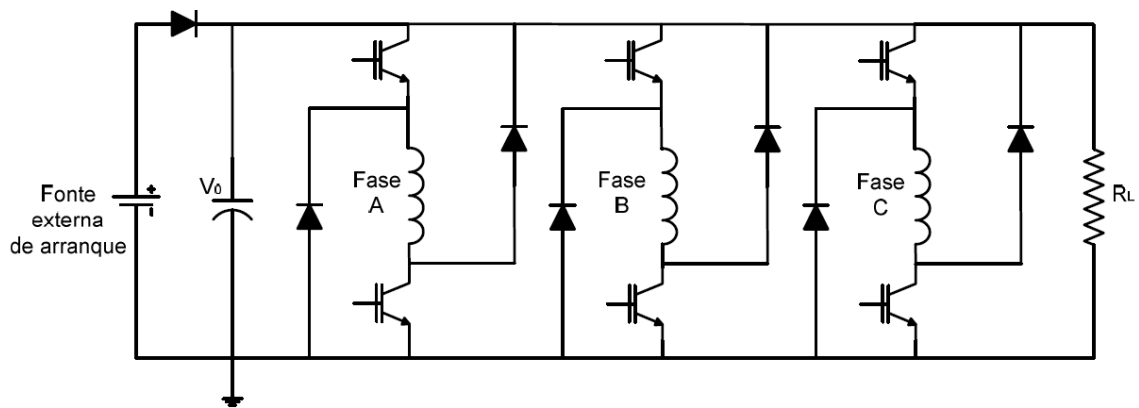 Fonte
externa
de arranque
+
-
V₀
Fase
A
Fase
B
Fase
C
RL